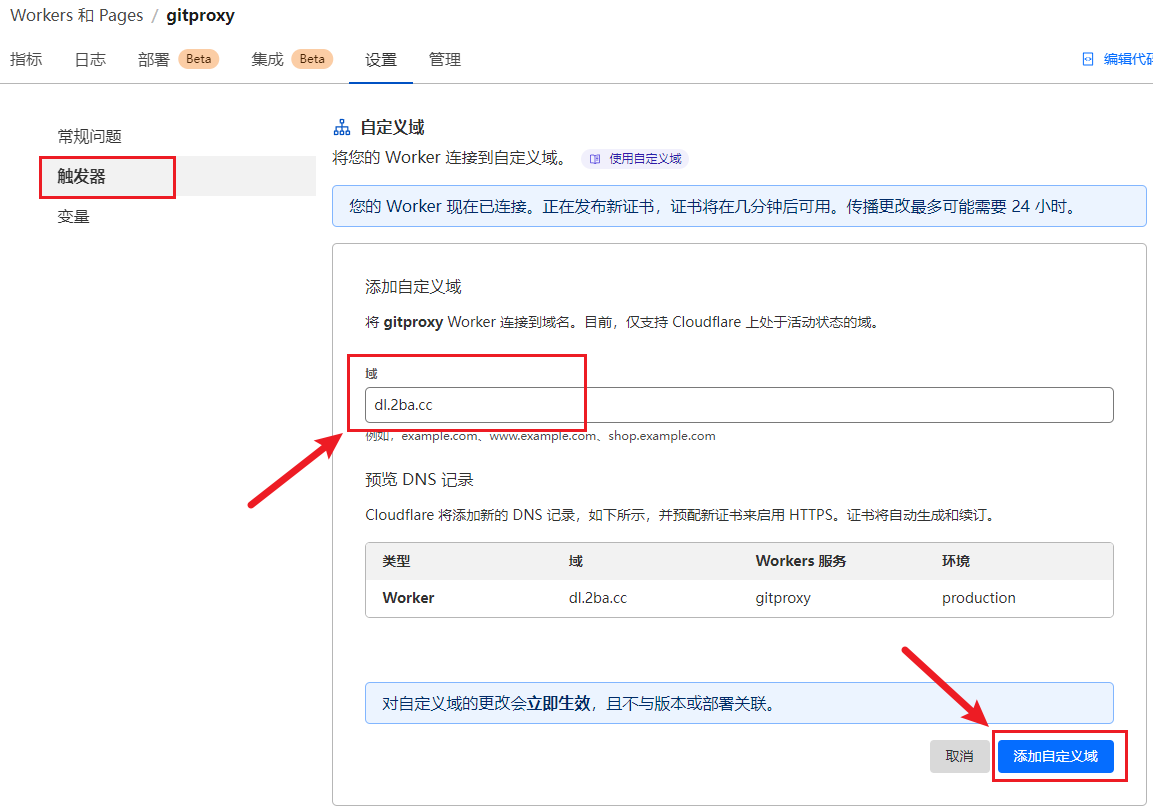 Workers 和 Pages / gitproxy
指标 日志 部署 Beta 集成 Beta 设置 管理 编辑代码
常规问题
触发器
变量
自定义域
将您的 Worker 连接到自定义域。 使用自定义域
您的 Worker 现在已连接。正在发布新证书，证书将在几分钟后可用。传播更改最多可能需要 24 小时。
添加自定义域
将 gitproxy Worker 连接到域名。目前，仅支持 Cloudflare 上处于活动状态的域。
域
dl.2ba.cc
例如，example.com、www.example.com、shop.example.com
预览 DNS 记录
Cloudflare 将添加新的 DNS 记录，如下所示，并预配新证书来启用 HTTPS。证书将自动生成和续订。
类型 域 Workers 服务 环境
Worker dl.2ba.cc gitproxy production
对自定义域的更改会立即生效，且不与版本或部署关联。
取消 添加自定义域